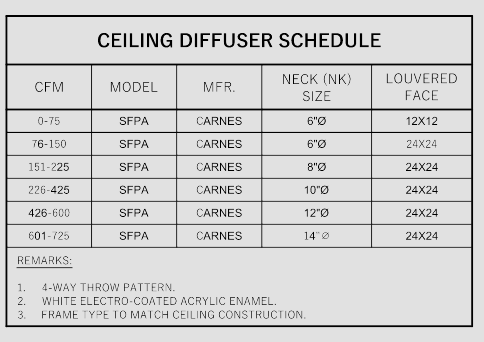 CEILING DIFFUSER SCHEDULE
CFM MODEL MFR. NECK (NK) SIZE LOUVERED FACE
0-75 SFPA CARNES 6"Ø 12X12
76-150 SFPA CARNES 6"Ø 24X24
151-225 SFPA CARNES 8"Ø 24X24
226-425 SFPA CARNES 10"Ø 24X24
426-600 SFPA CARNES 12"Ø 24X24
601-725 SFPA CARNES 14"Ø 24X24
REMARKS:
1. 4-WAY THROW PATTERN.
2. WHITE ELECTRO-COATED ACRYLIC ENAMEL.
3. FRAME TYPE TO MATCH CEILING CONSTRUCTION.